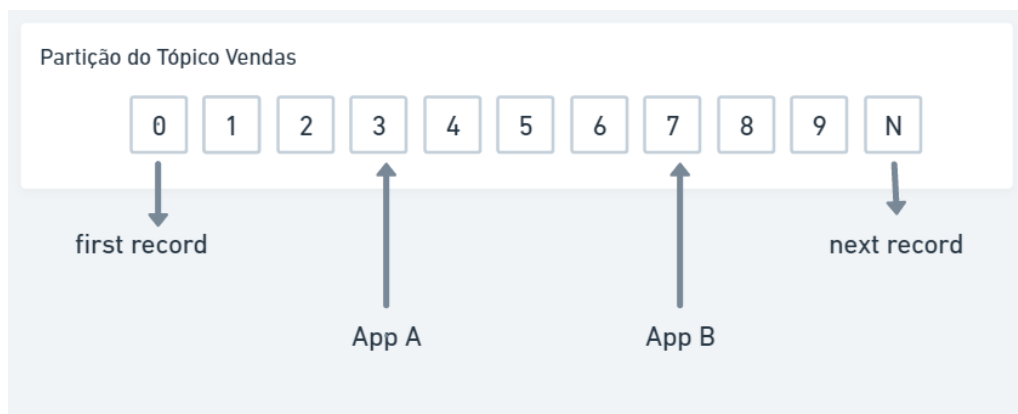 Partição do Tópico Vendas
0 1 2 3 4 5 6 7 8 9 N
first record
next record
App A
App B